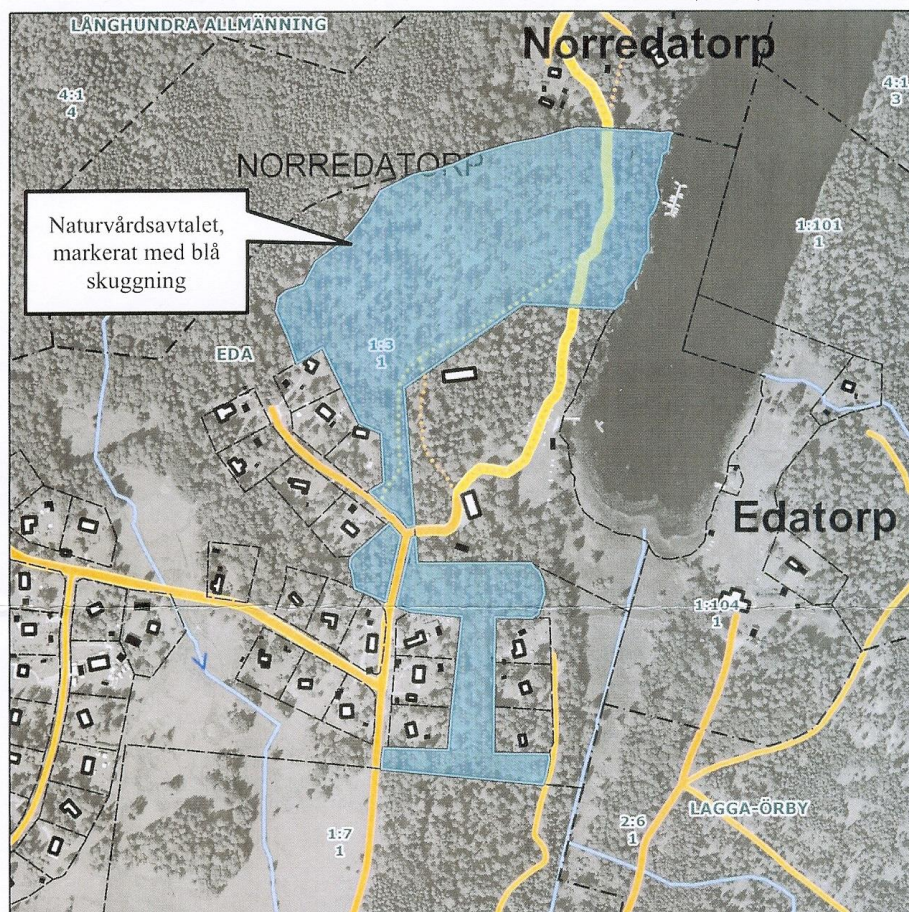 LÅNGHUNDRA ALLMÄNNING
Norredatorp
4:1
4
4:1
3
NORREDATORP
Naturvårdsavtalet,
markerat med blå
skuggning
1:101
1
EDA
1:3
1
Edatorp
1:104
1
LAGGA-ÖRBY
1:7
1
2:6
1